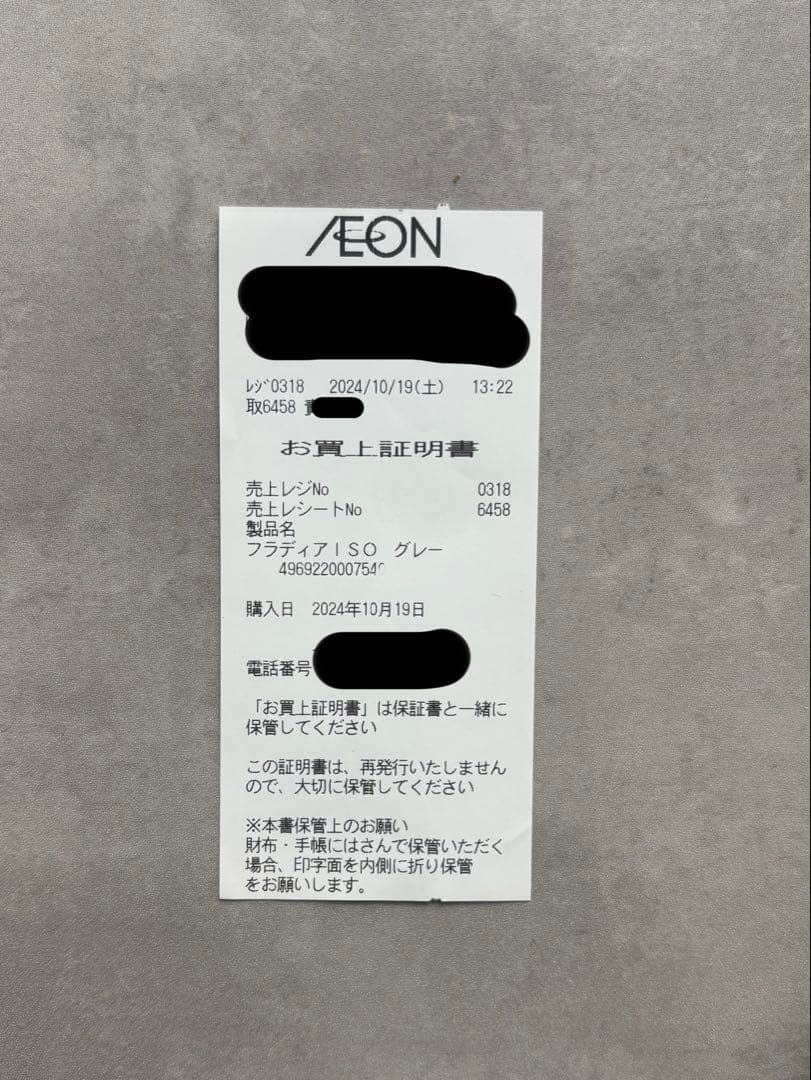 ÆON
ﾚｼﾞ0318 2024/10/19(土) 13:22
取6458 責
お買上証明書
売上レジNo 0318
売上レシートNo 6458
製品名
フラディアＩＳＯ グレー
購入日 2024年10月19日
電話番号
「お買上証明書」は保証書と一緒に
保管してください
この証明書は、再発行いたしません
ので、大切に保管してください
※本書保管上のお願い
財布・手帳にはさんで保管いただく
場合、印字面を内側に折り保管
をお願いします。